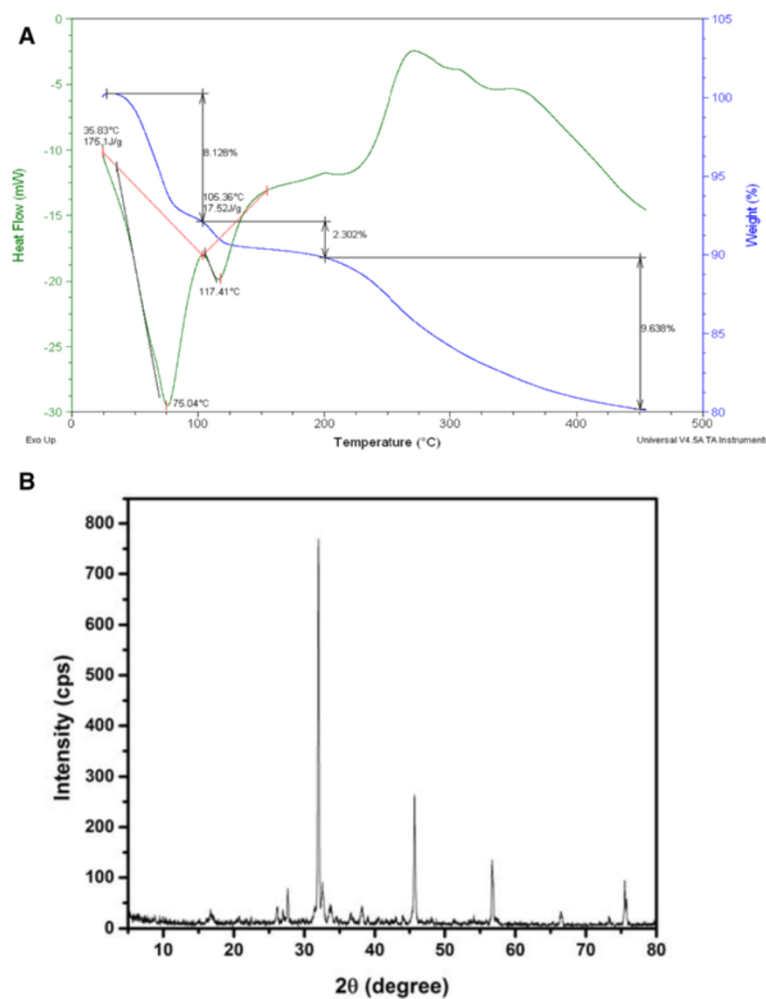 A
0
-5
-10
-15
-20
-25
-30
Heat Flow (mW)
105
100
95
90
85
80
Weight (%)
35.83°C
175.1J/g
8.128%
105.36°C
17.52J/g
2.302%
117.41°C
9.638%
75.04°C
0
100
200
300
400
500
Exo Up
Temperature (°C)
Universal V4.5A TA Instrument
B
800
700
600
500
400
300
200
100
0
Intensity (cps)
10
20
30
40
50
60
70
80
2θ (degree)